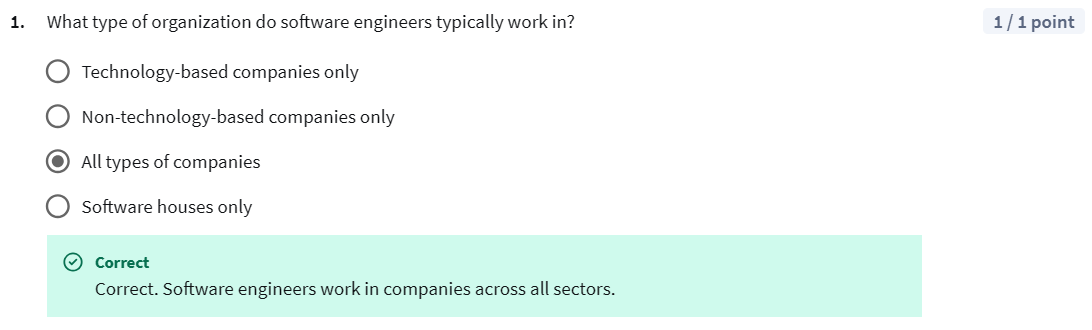 1. What type of organization do software engineers typically work in?
1 / 1 point
Technology-based companies only
Non-technology-based companies only
All types of companies
Software houses only
Correct
Correct. Software engineers work in companies across all sectors.